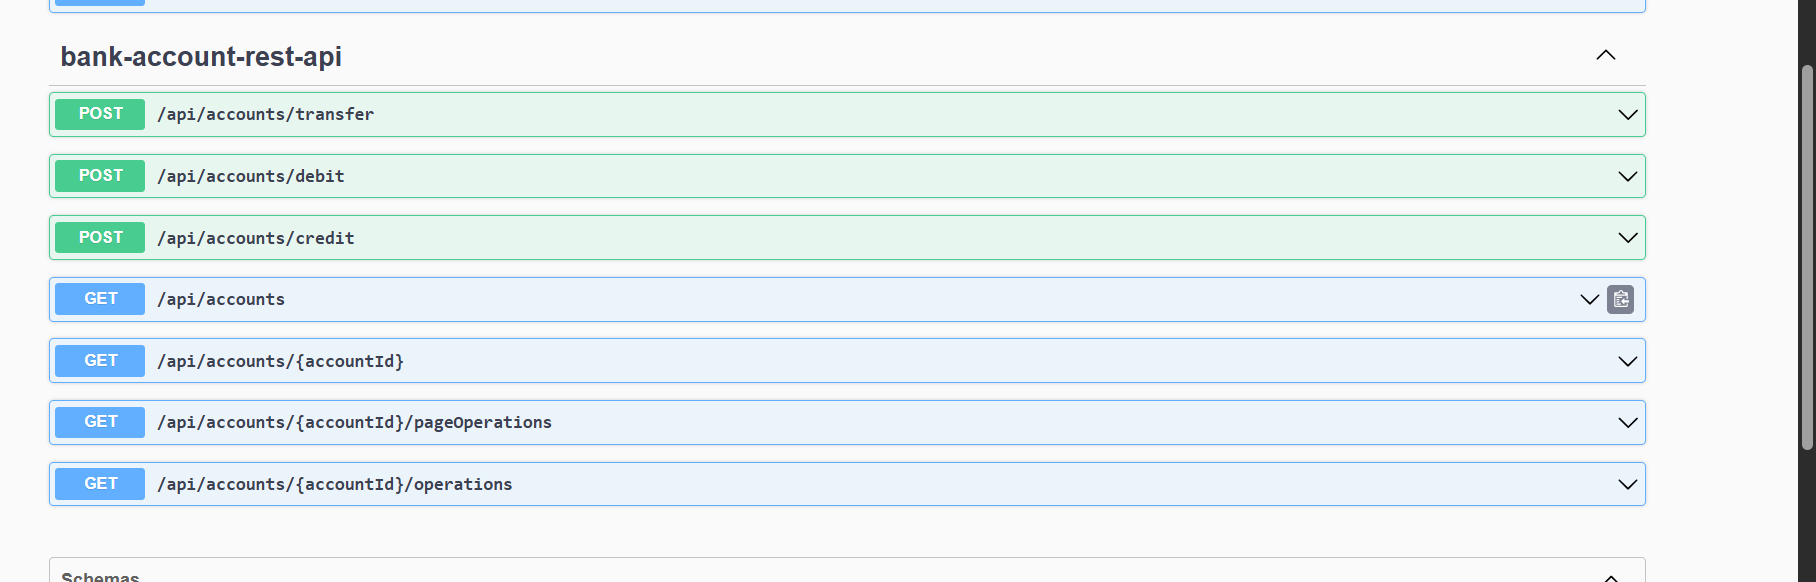 bank-account-rest-api
POST /api/accounts/transfer
POST /api/accounts/debit
POST /api/accounts/credit
GET /api/accounts
GET /api/accounts/{accountId}
GET /api/accounts/{accountId}/pageOperations
GET /api/accounts/{accountId}/operations
Schemas